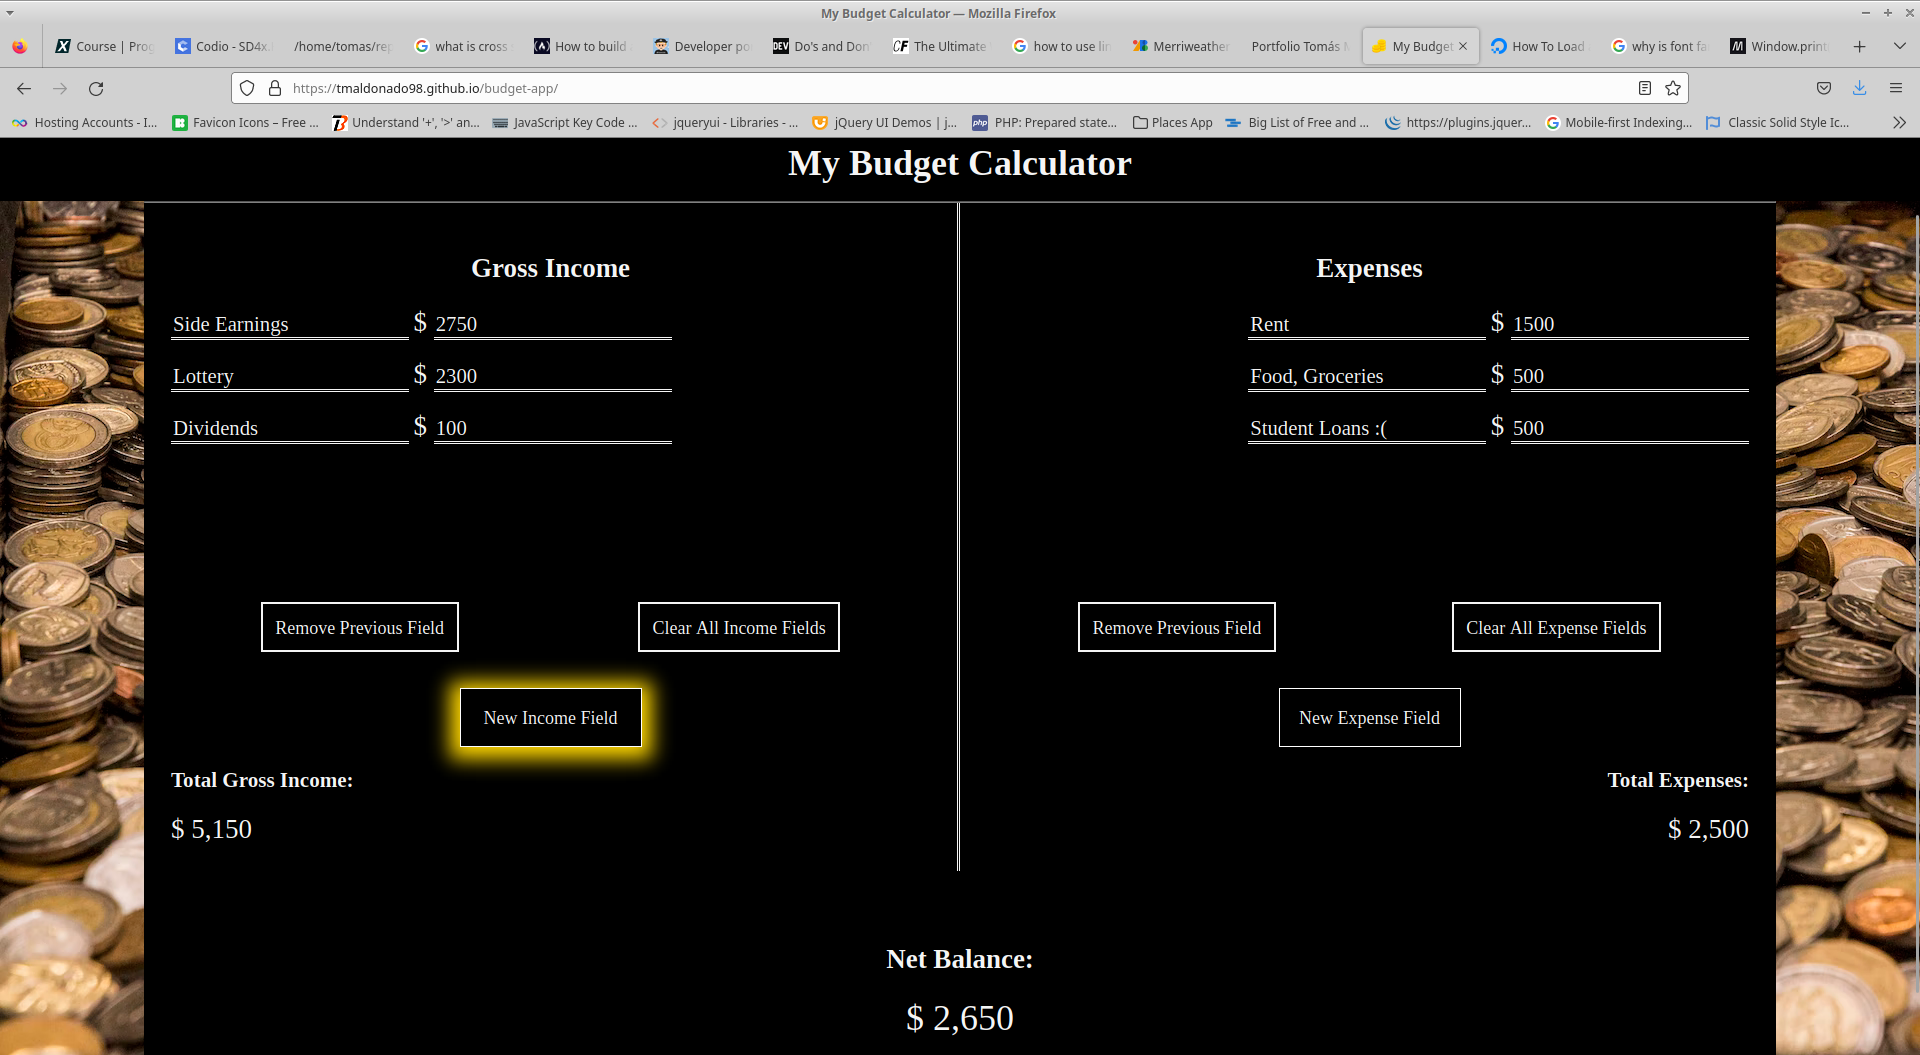 My Budget Calculator — Mozilla Firefox
Course | Prog Codio - SD4x. /home/tomas/rep what is cross How to build Developer po DEV Do's and Don' CF The Ultimate how to use lin Merriweather Portfolio Tomás M My Budget How To Load why is font fa Window.print
https://tmaldonado98.github.io/budget-app/
Hosting Accounts - I... Favicon Icons – Free ... Understand '+', '>' an... JavaScript Key Code ... jqueryui - Libraries - ... jQuery UI Demos | j... php PHP: Prepared state... Places App Big List of Free and ... https://plugins.jquer... Mobile-first Indexing... Classic Solid Style Ic...
My Budget Calculator
Gross Income
Side Earnings $ 2750
Lottery $ 2300
Dividends $ 100
Remove Previous Field Clear All Income Fields
New Income Field
Total Gross Income:
$ 5,150
Expenses
Rent $ 1500
Food, Groceries $ 500
Student Loans :( $ 500
Remove Previous Field Clear All Expense Fields
New Expense Field
Total Expenses:
$ 2,500
Net Balance:
$ 2,650